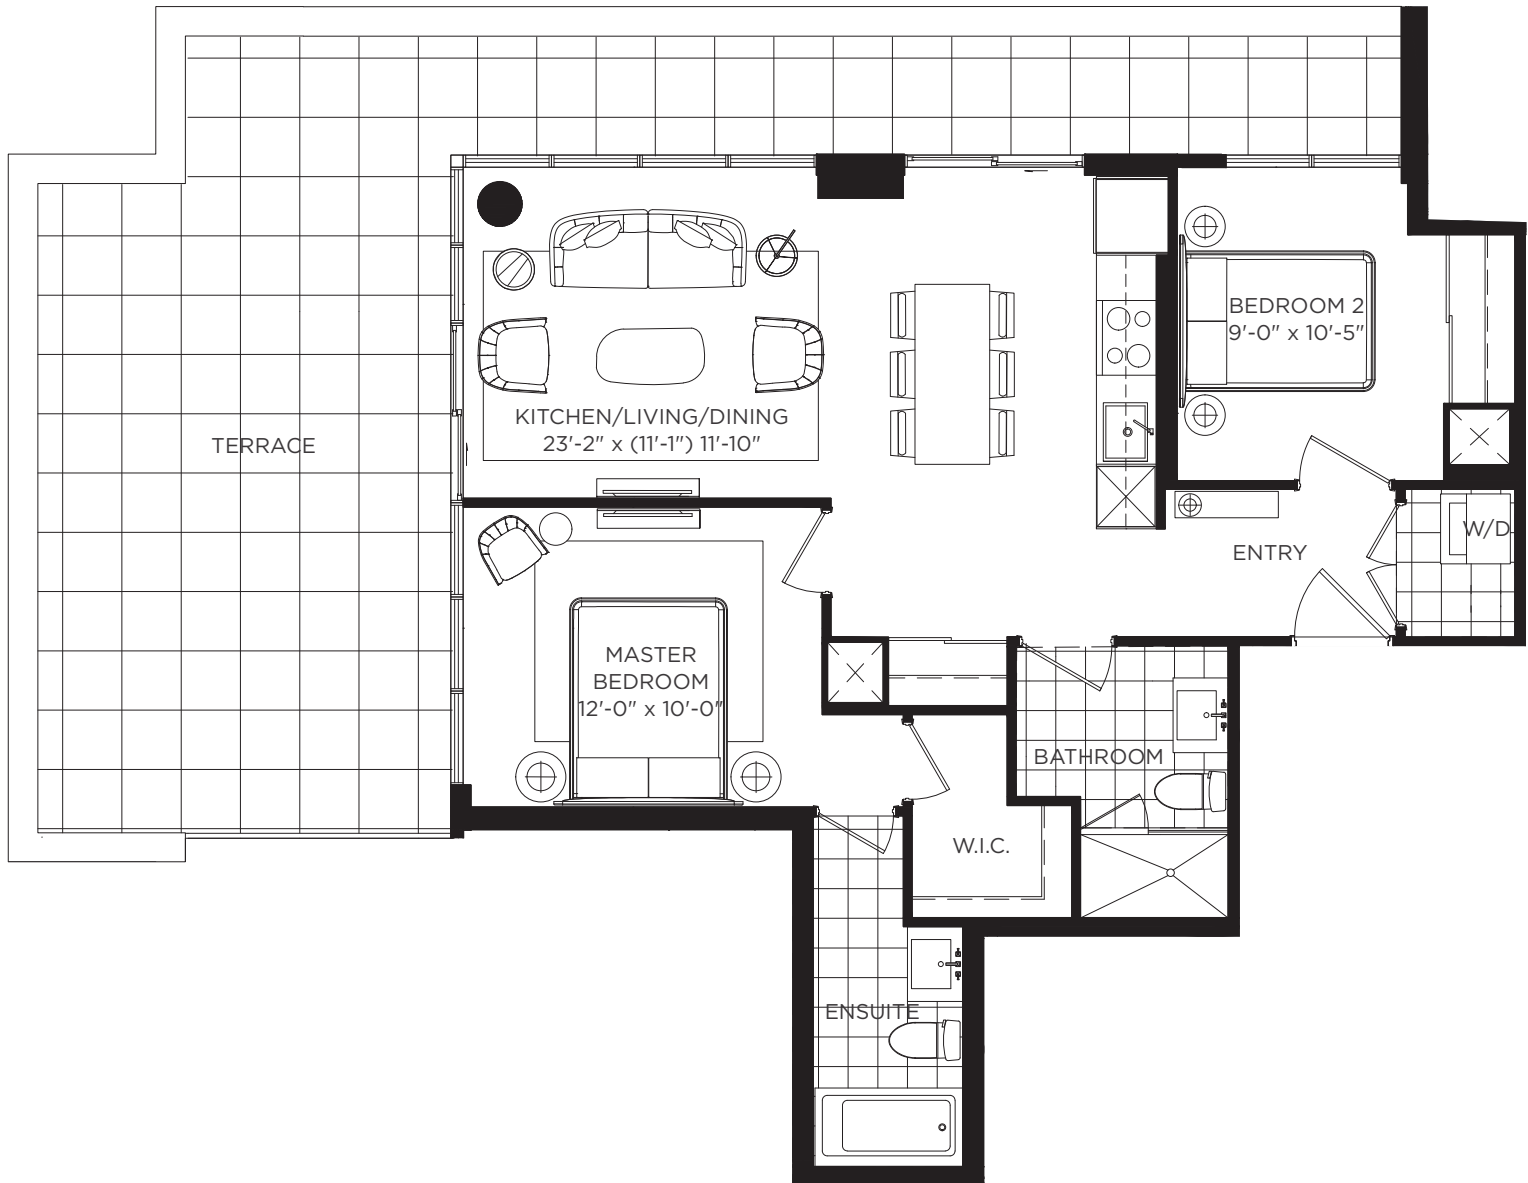 BEDROOM 2
9'-0" x 10'-5"
KITCHEN/LIVING/DINING
23'-2" x (11'-1") 11'-10"
TERRACE
W/D
ENTRY
MASTER
BEDROOM
12'-0" x 10'-0"
BATHROOM
W.I.C.
ENSUITE